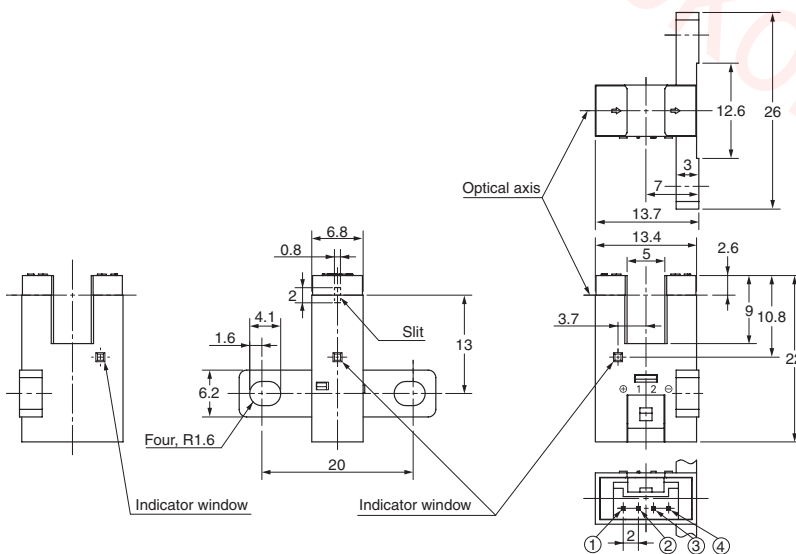 12.6
26
Optical axis
3
7
13.7
6.8
13.4
0.8
5
2.6
2
4.1
Slit
3.7
9
10.8
1.6
13
22
6.2
⊕ 1 2 ⊖
Four, R1.6
20
Indicator window
Indicator window
① 2 ② ③ ④